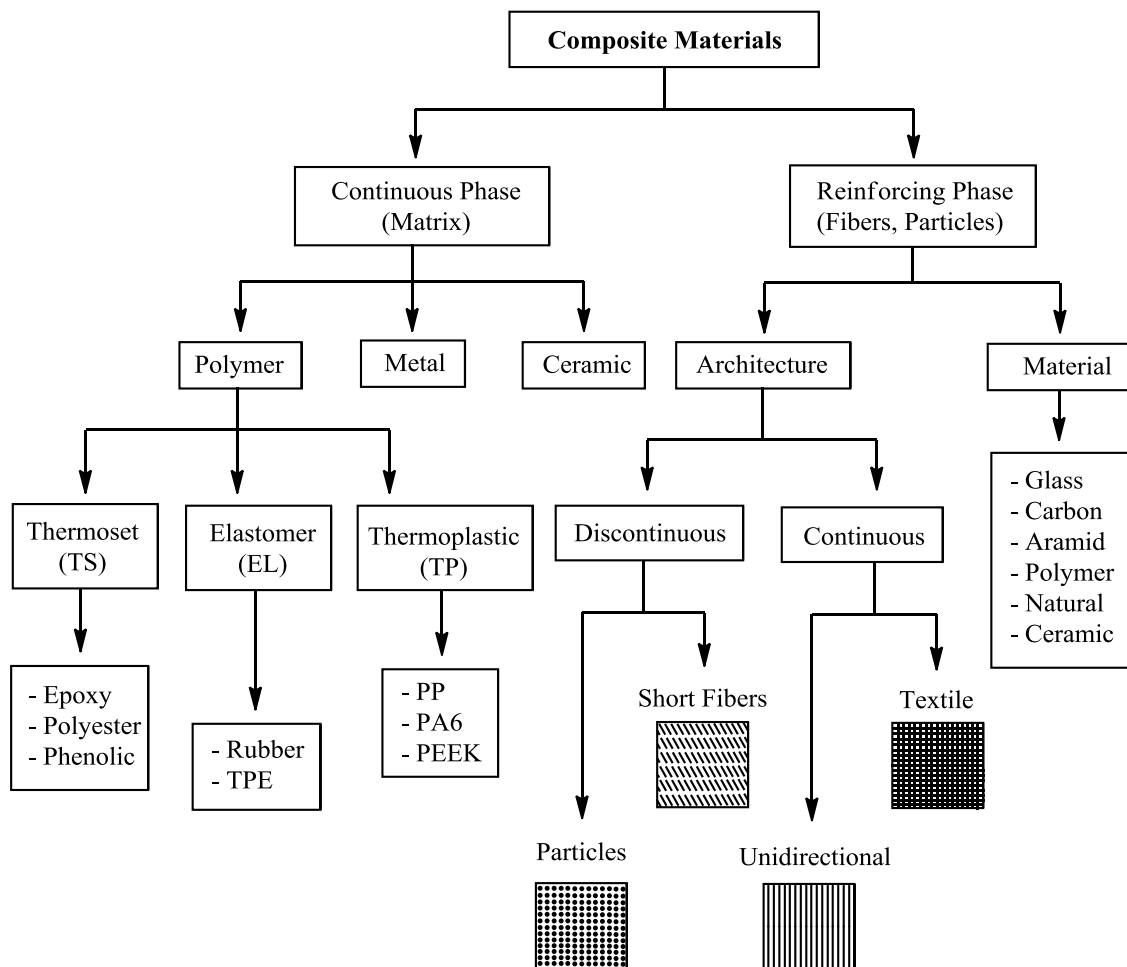 Composite Materials
Continuous Phase
(Matrix)
Reinforcing Phase
(Fibers, Particles)
Polymer
Metal
Ceramic
Architecture
Material
Thermoset
(TS)
Elastomer
(EL)
Thermoplastic
(TP)
Discontinuous
Continuous
- Glass
- Carbon
- Aramid
- Polymer
- Natural
- Ceramic
- Epoxy
- Polyester
- Phenolic
- Rubber
- TPE
- PP
- PA6
- PEEK
Short Fibers
Textile
Particles
Unidirectional